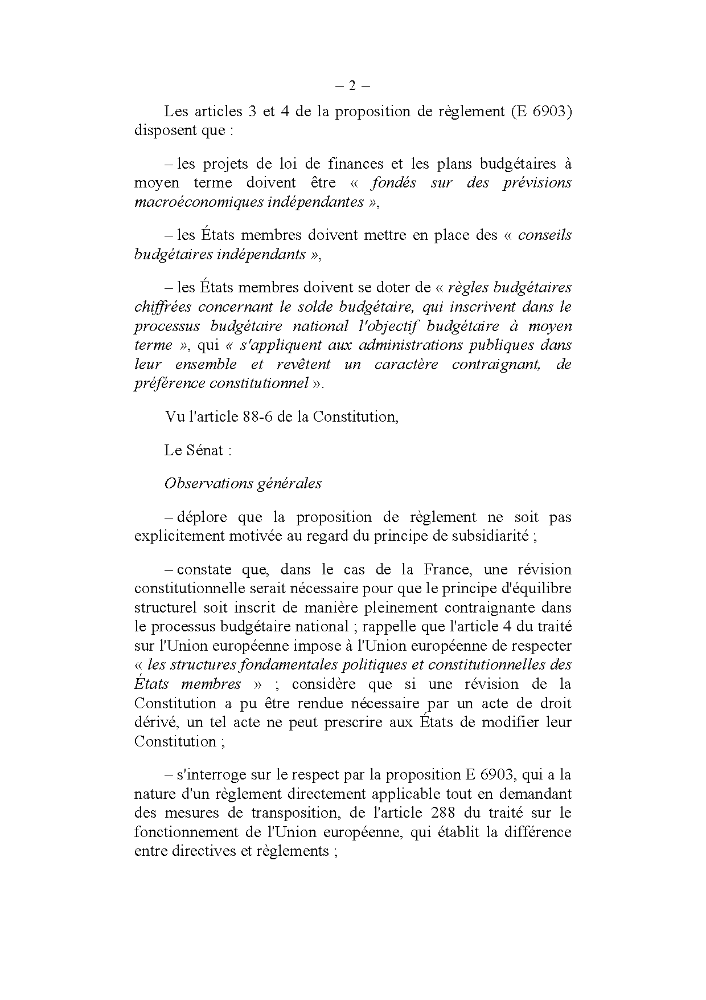 – 2 –
Les articles 3 et 4 de la proposition de règlement (E 6903)
disposent que :
– les projets de loi de finances et les plans budgétaires à
moyen terme doivent être « fondés sur des prévisions
macroéconomiques indépendantes »,
– les États membres doivent mettre en place des « conseils
budgétaires indépendants »,
– les États membres doivent se doter de « règles budgétaires
chiffrées concernant le solde budgétaire, qui inscrivent dans le
processus budgétaire national l'objectif budgétaire à moyen
terme », qui « s'appliquent aux administrations publiques dans
leur ensemble et revêtent un caractère contraignant, de
préférence constitutionnel ».
Vu l'article 88-6 de la Constitution,
Le Sénat :
Observations générales
– déplore que la proposition de règlement ne soit pas
explicitement motivée au regard du principe de subsidiarité ;
– constate que, dans le cas de la France, une révision
constitutionnelle serait nécessaire pour que le principe d'équilibre
structurel soit inscrit de manière pleinement contraignante dans
le processus budgétaire national ; rappelle que l'article 4 du traité
sur l'Union européenne impose à l'Union européenne de respecter
« les structures fondamentales politiques et constitutionnelles des
États membres » ; considère que si une révision de la
Constitution a pu être rendue nécessaire par un acte de droit
dérivé, un tel acte ne peut prescrire aux États de modifier leur
Constitution ;
– s'interroge sur le respect par la proposition E 6903, qui a la
nature d'un règlement directement applicable tout en demandant
des mesures de transposition, de l'article 288 du traité sur le
fonctionnement de l'Union européenne, qui établit la différence
entre directives et règlements ;